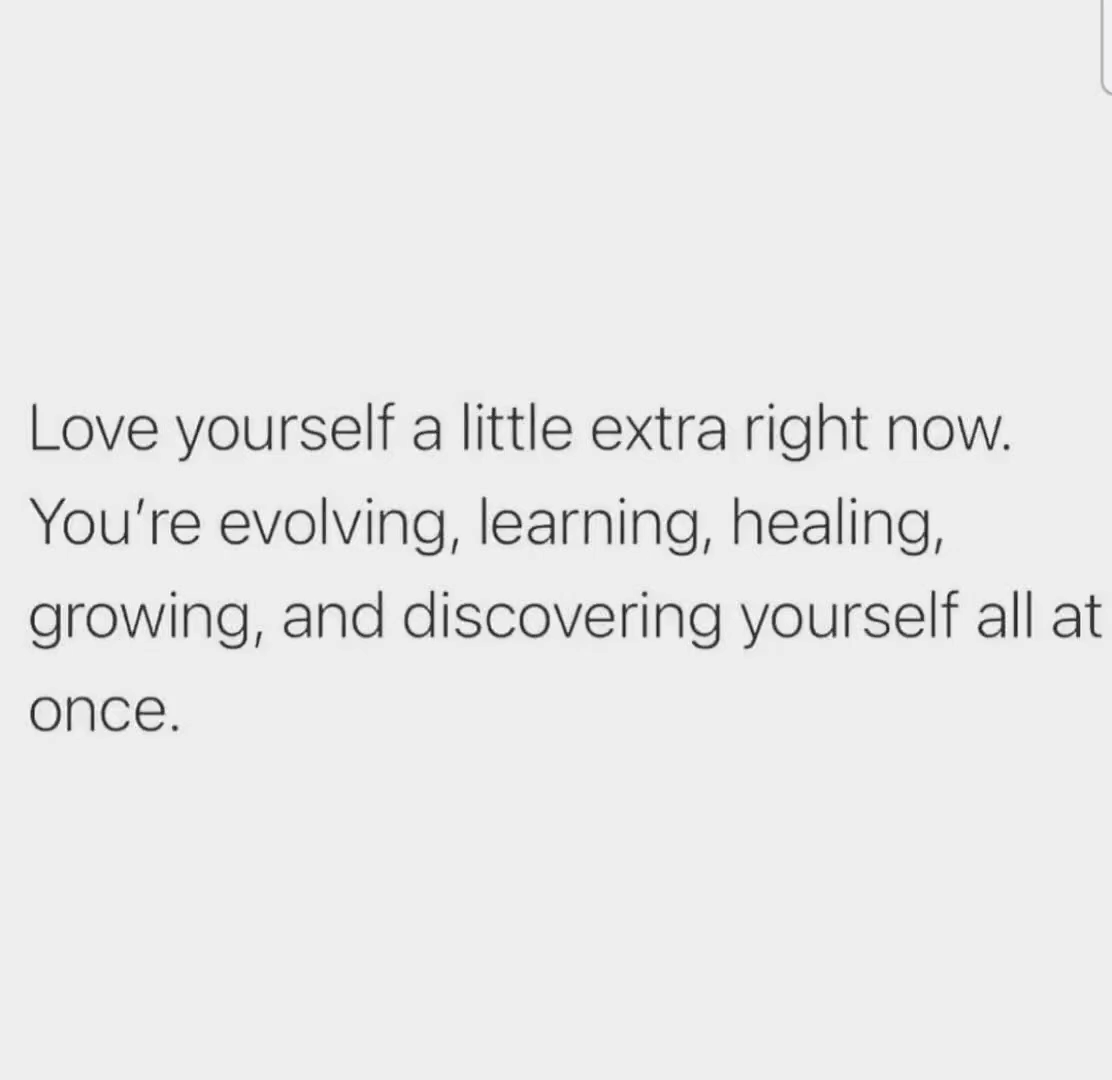 Love yourself a little extra right now.
You’re evolving, learning, healing,
growing, and discovering yourself all at
once.